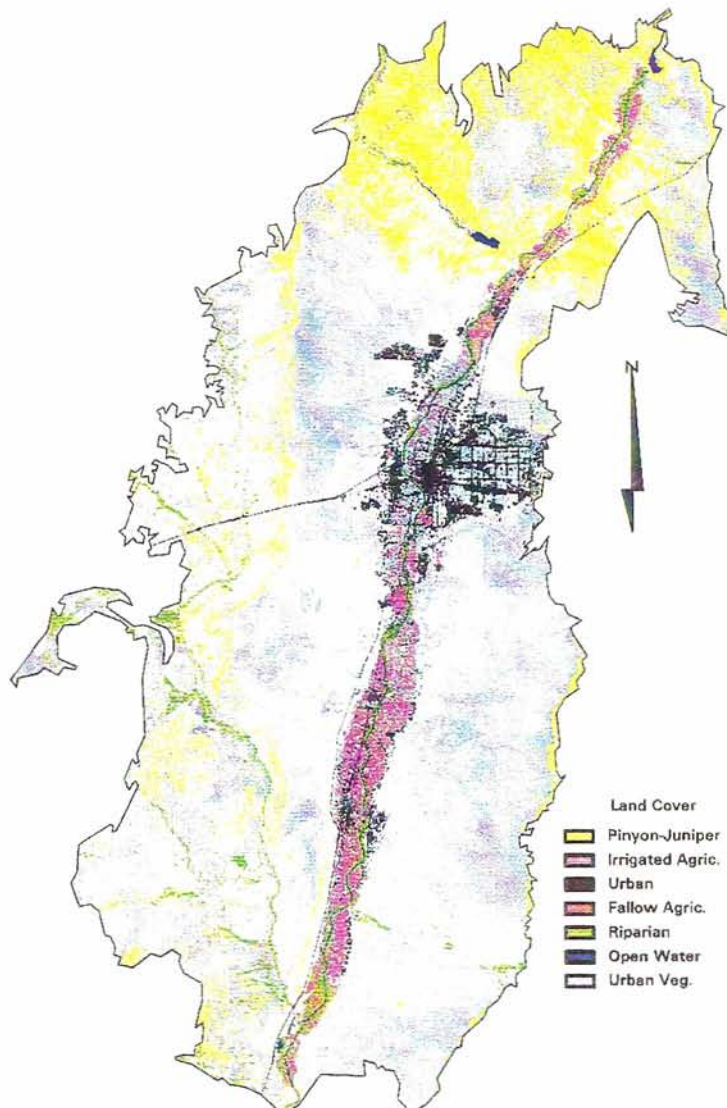 N
Land Cover
Pinyon-Juniper
Irrigated Agric.
Urban
Fallow Agric.
Riparian
Open Water
Urban Veg.